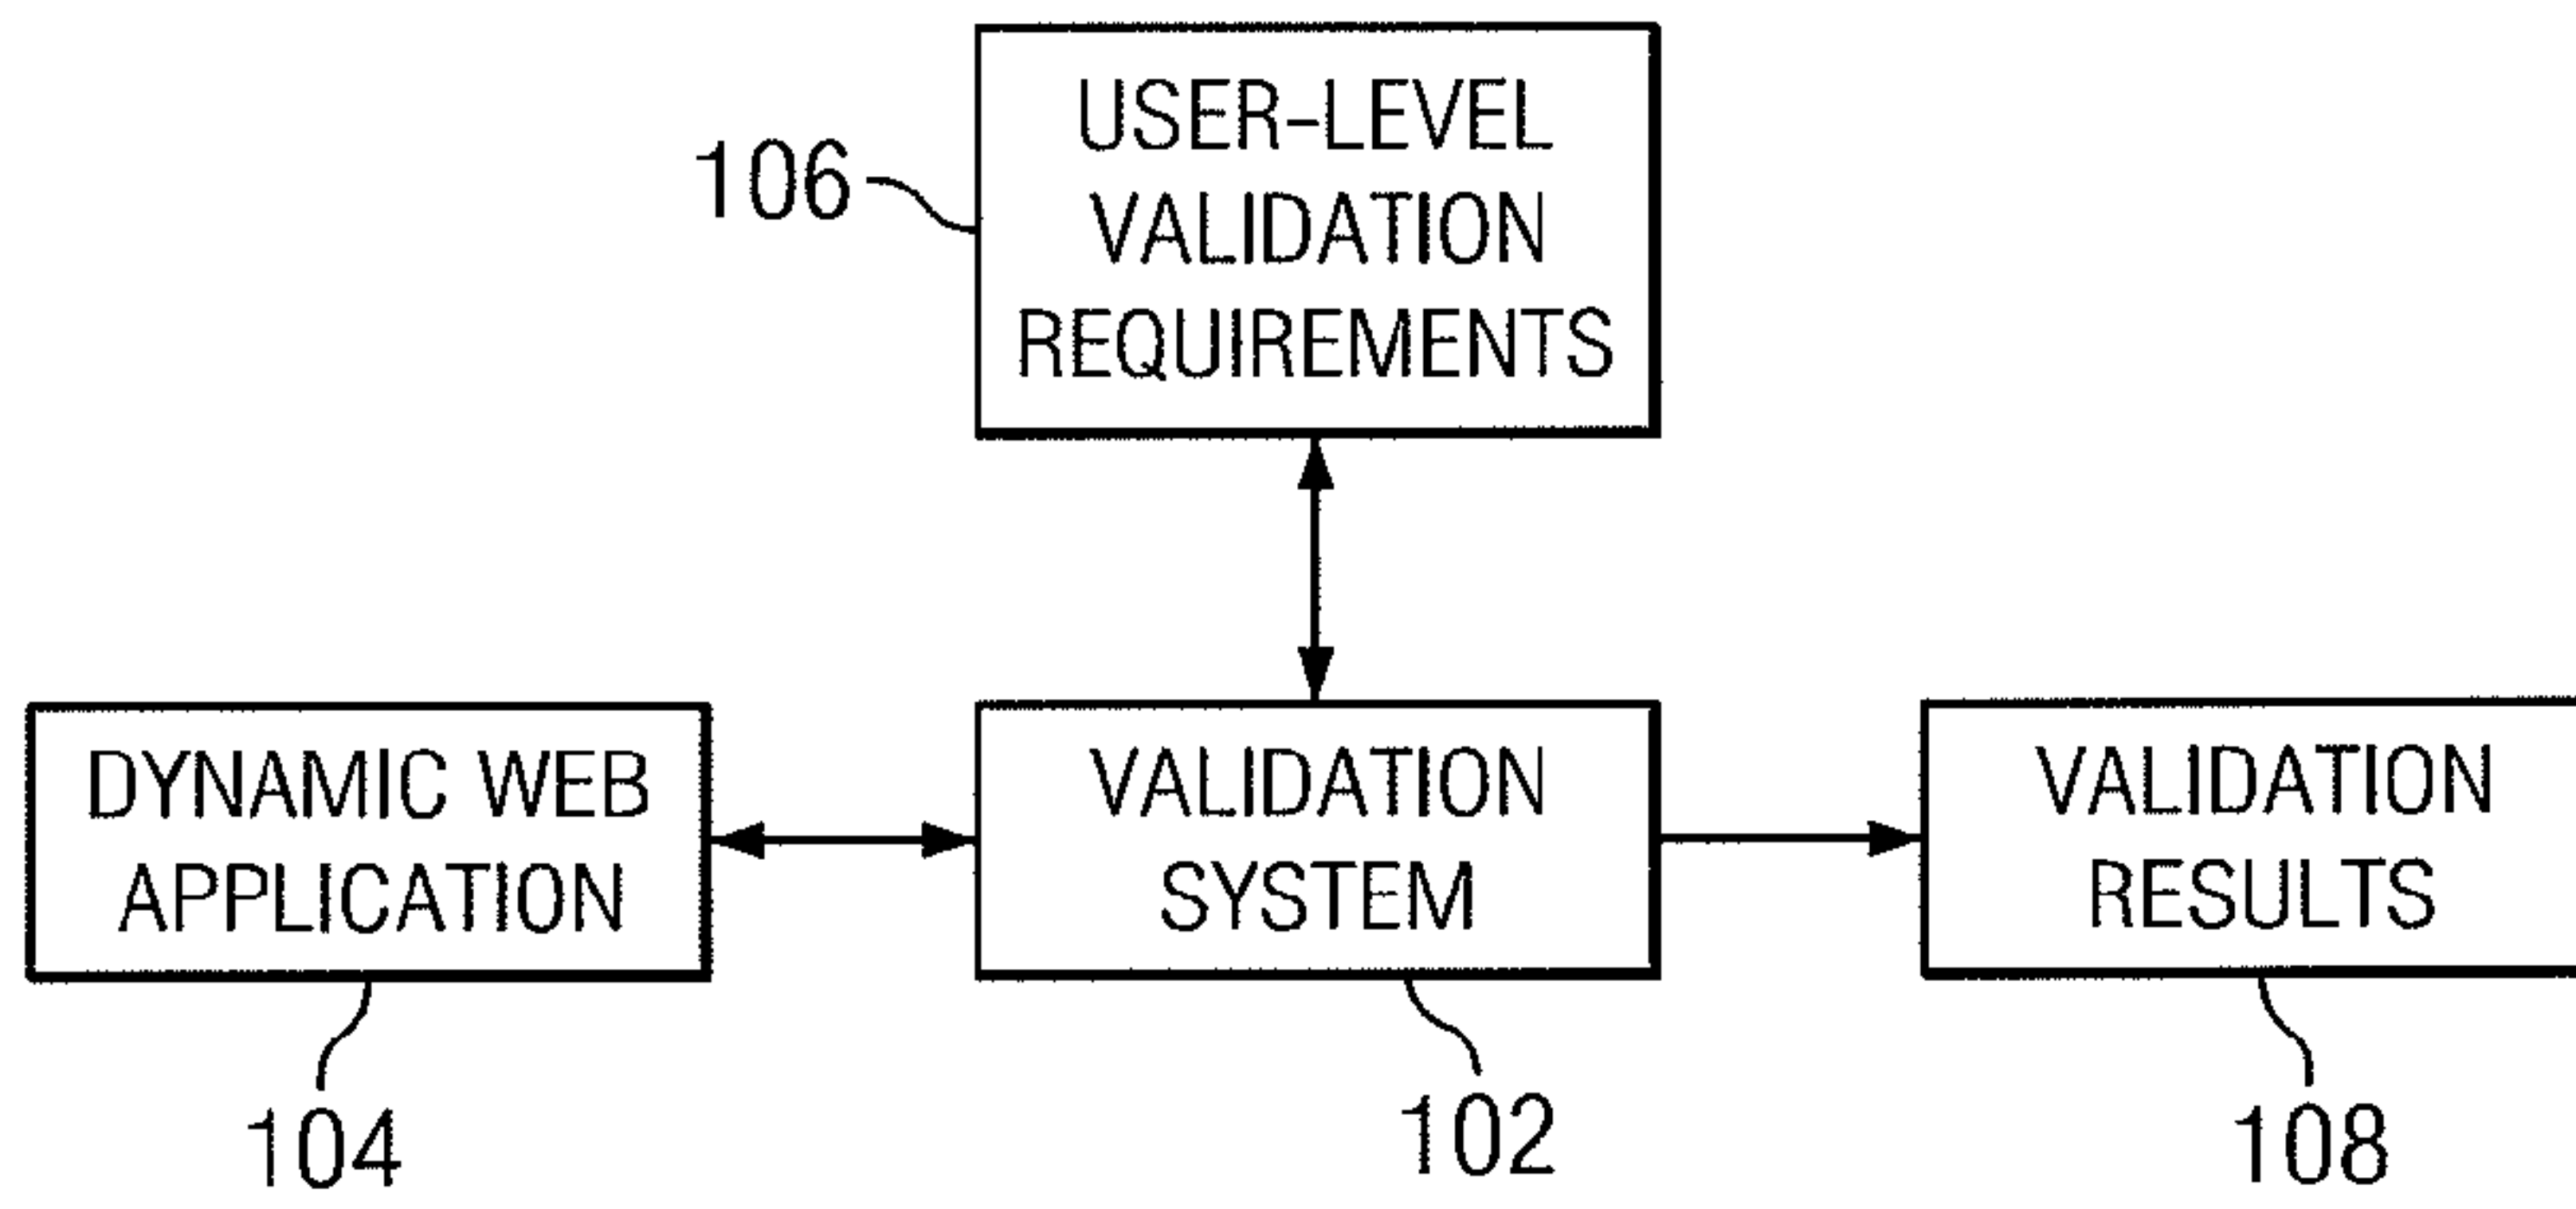 USER-LEVEL
VALIDATION
REQUIREMENTS
106
DYNAMIC WEB
APPLICATION
104
VALIDATION
SYSTEM
102
VALIDATION
RESULTS
108